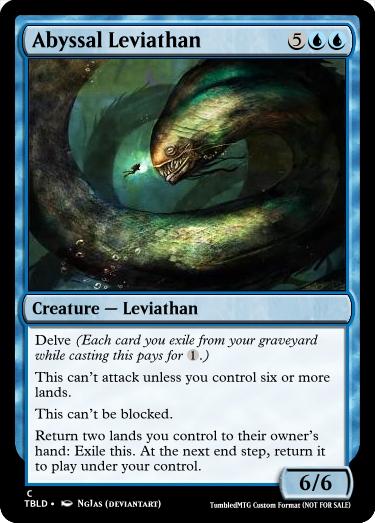 Abyssal Leviathan 5
Creature — Leviathan
Delve (Each card you exile from your graveyard
while casting this pays for 1.)
This can't attack unless you control six or more
lands.
This can't be blocked.
Return two lands you control to their owner's
hand: Exile this. At the next end step, return it
to play under your control.
6/6
C
TBLD • NgIas (DEVIANTART)
TumbledMTG Custom Format (NOT FOR SALE)